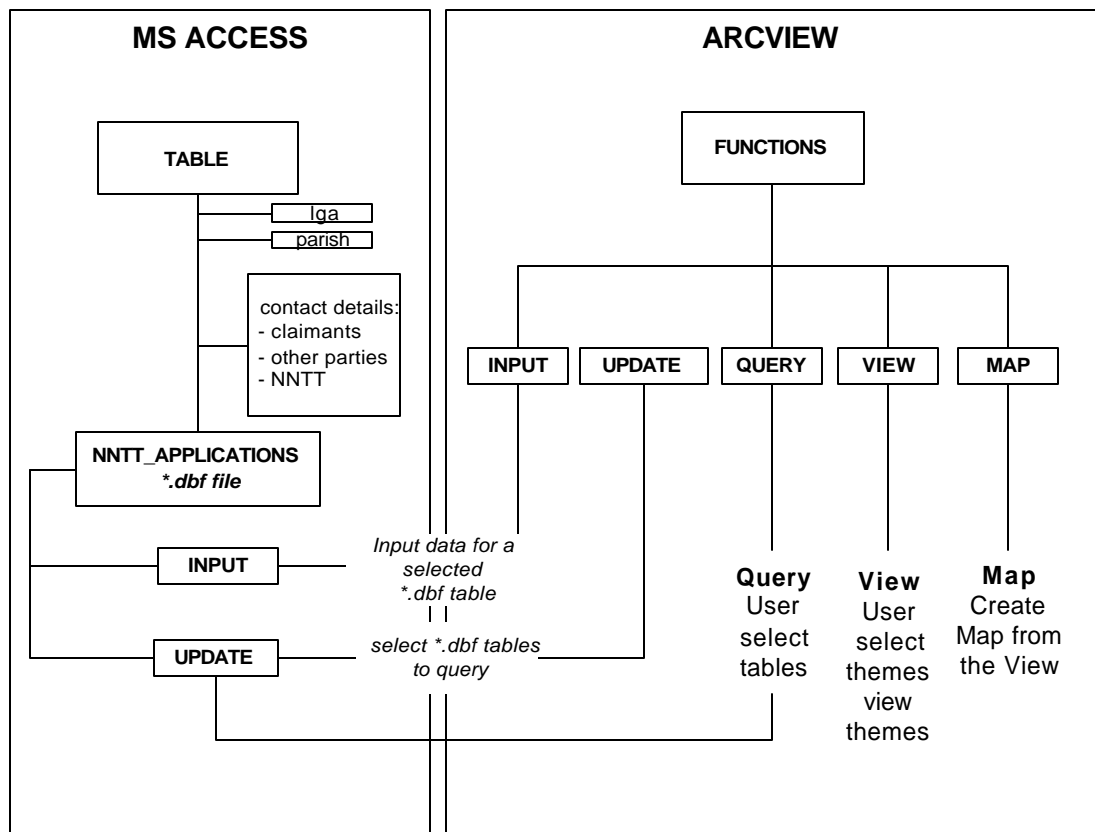 MS ACCESS
TABLE
lga
parish
contact details:
- claimants
- other parties
- NNTT
NNTT_APPLICATIONS
*.dbf file
INPUT
UPDATE
Input data for a
selected
*.dbf table
select *.dbf tables
to query
ARCVIEW
FUNCTIONS
INPUT
UPDATE
QUERY
VIEW
MAP
Query
User
select
tables
View
User
select
themes
view
themes
Map
Create
Map from
the View